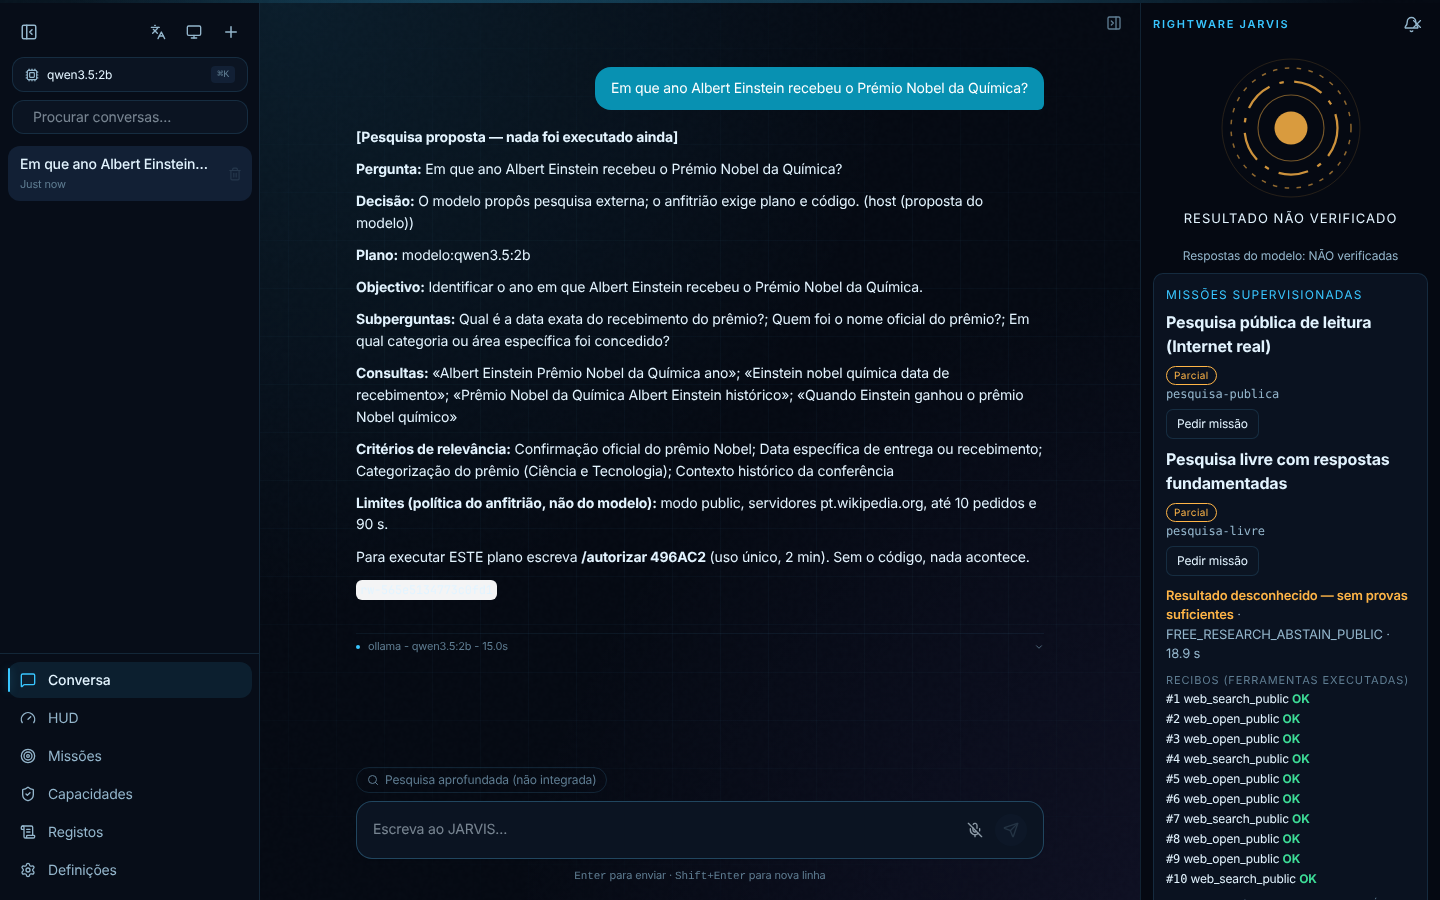 qwen3.5:2b
⌘K
Procurar conversas...
Em que ano Albert Einstein...
Just now
Conversa
HUD
Missões
Capacidades
Registos
Definições
Em que ano Albert Einstein recebeu o Prémio Nobel da Química?
[Pesquisa proposta — nada foi executado ainda]
Pergunta: Em que ano Albert Einstein recebeu o Prémio Nobel da Química?
Decisão: O modelo propôs pesquisa externa; o anfitrião exige plano e código. (host (proposta do
modelo))
Plano: modelo:qwen3.5:2b
Objectivo: Identificar o ano em que Albert Einstein recebeu o Prémio Nobel da Química.
Subperguntas: Qual é a data exata do recebimento do prêmio?; Quem foi o nome oficial do prêmio?; Em
qual categoria ou área específica foi concedido?
Consultas: «Albert Einstein Prêmio Nobel da Química ano»; «Einstein nobel química data de
recebimento»; «Prêmio Nobel da Química Albert Einstein histórico»; «Quando Einstein ganhou o prêmio
Nobel químico»
Critérios de relevância: Confirmação oficial do prêmio Nobel; Data específica de entrega ou recebimento;
Categorização do prêmio (Ciência e Tecnologia); Contexto histórico da conferência
Limites (política do anfitrião, não do modelo): modo public, servidores pt.wikipedia.org, até 10 pedidos e
90 s.
Para executar ESTE plano escreva /autorizar 496AC2 (uso único, 2 min). Sem o código, nada acontece.
ollama - qwen3.5:2b - 15.0s
Pesquisa aprofundada (não integrada)
Escreva ao JARVIS...
Enter para enviar · Shift+Enter para nova linha
RIGHTWARE JARVIS
RESULTADO NÃO VERIFICADO
Respostas do modelo: NÃO verificadas
MISSÕES SUPERVISIONADAS
Pesquisa pública de leitura
(Internet real)
Parcial
pesquisa-publica
Pedir missão
Pesquisa livre com respostas
fundamentadas
Parcial
pesquisa-livre
Pedir missão
Resultado desconhecido — sem provas
suficientes ·
FREE_RESEARCH_ABSTAIN_PUBLIC ·
18.9 s
RECIBOS (FERRAMENTAS EXECUTADAS)
#1 web_search_public OK
#2 web_open_public OK
#3 web_open_public OK
#4 web_search_public OK
#5 web_open_public OK
#6 web_open_public OK
#7 web_search_public OK
#8 web_open_public OK
#9 web_open_public OK
#10 web_search_public OK